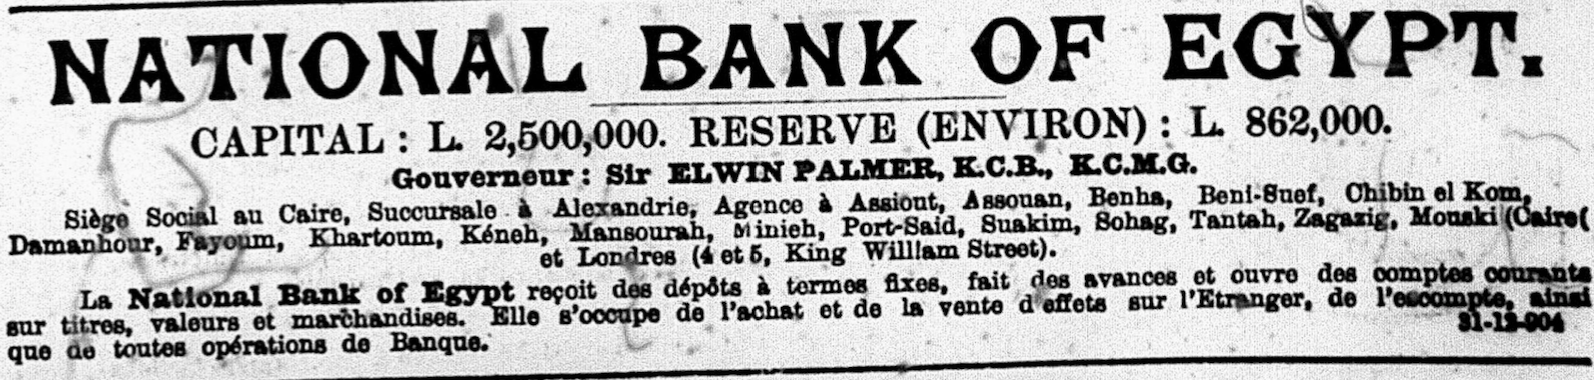 NATIONAL BANK OF EGYPT.
CAPITAL : L. 2,500,000. RESERVE (ENVIRON) : L. 862,000.
Gouverneur : Sir ELWIN PALMER, K.C.B., K.C.M.G.
Siège Social au Caire, Succursale à Alexandrie, Agence à Assiout, Assouan, Benha, Beni-Suef, Chibin el Kom,
Damanhour, Fayoum, Khartoum, Kéneh, Mansourah, Minieh, Port-Said, Suakim, Sohag, Tantah, Zagazig, Mouski (Caire(
et Londres (4 et 5, King William Street).
La National Bank of Egypt reçoit des dépôts à termes fixes, fait des avances et ouvre des comptes courants
sur titres, valeurs et marchandises. Elle s'occupe de l'achat et de la vente d'effets sur l'Etranger, de l'escompte, ainsi
que de toutes opérations de Banque.
31-12-904